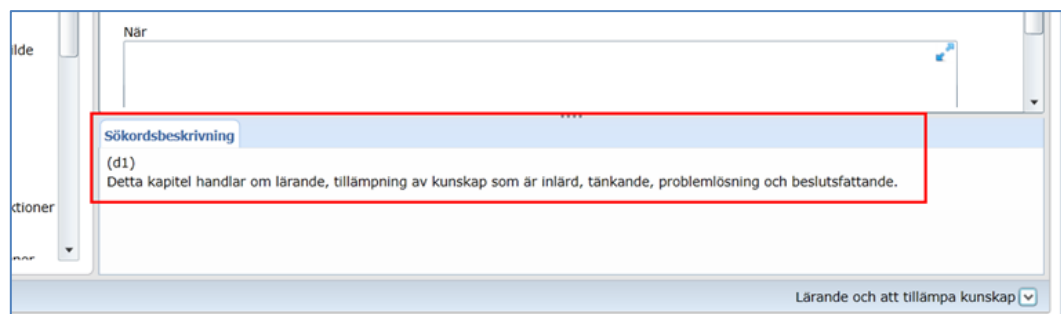 När
ilde
Sökordsbeskrivning
(d1)
Detta kapitel handlar om lärande, tillämpning av kunskap som är inlärd, tänkande, problemlösning och beslutsfattande.
ktioner
Lärande och att tillämpa kunskap